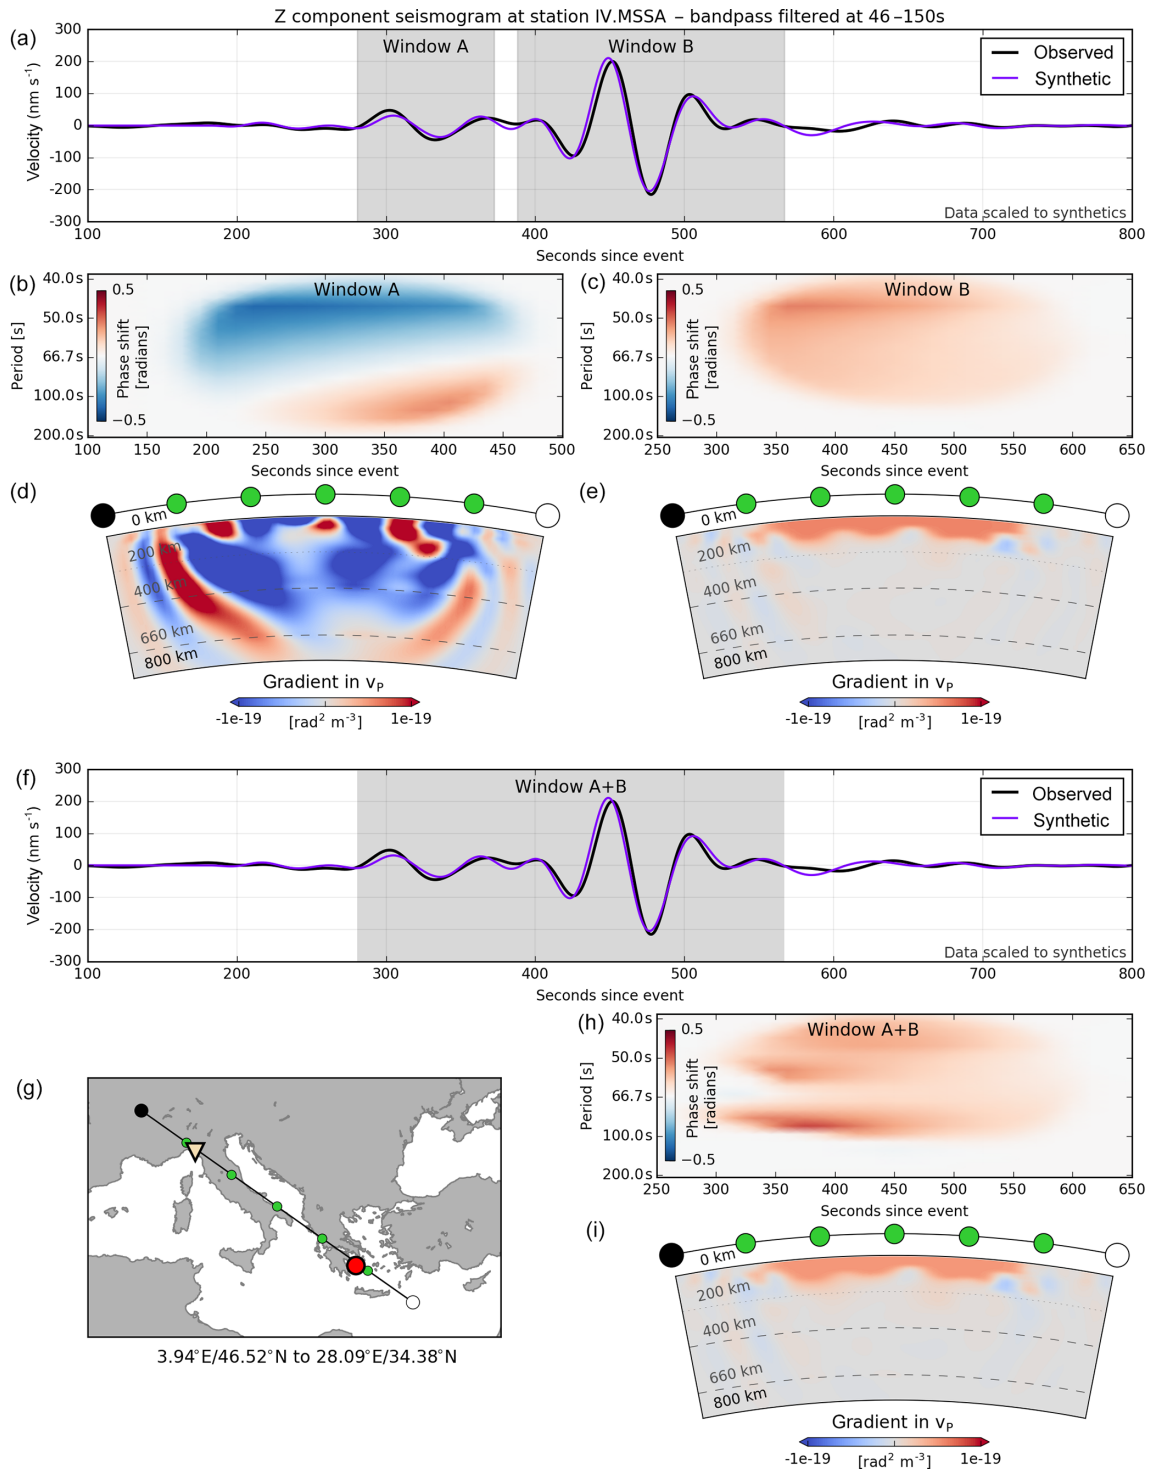 Z component seismogram at station IV.MSSA – bandpass filtered at 46–150s
(a)
Window A
Window B
Observed
Synthetic
300
200
100
0
-100
-200
-300
Velocity (nm s⁻¹)
Data scaled to synthetics
100 200 300 400 500 600 700 800
Seconds since event
(b)
Window A
40.0s
50.0s
66.7s
100.0s
200.0s
Period [s]
0.5
−0.5
Phase shift
[radians]
100 150 200 250 300 350 400 450 500
Seconds since event
(c)
Window B
40.0s
50.0s
66.7s
100.0s
200.0s
Period [s]
0.5
−0.5
Phase shift
[radians]
250 300 350 400 450 500 550 600 650
Seconds since event
(d)
0 km
200 km
400 km
660 km
800 km
Gradient in vP
-1e-19 1e-19
[rad² m⁻³]
(e)
0 km
200 km
400 km
660 km
800 km
Gradient in vP
-1e-19 1e-19
[rad² m⁻³]
(f)
Window A+B
Observed
Synthetic
300
200
100
0
-100
-200
-300
Velocity (nm s⁻¹)
Data scaled to synthetics
100 200 300 400 500 600 700 800
Seconds since event
(g)
3.94°E/46.52°N to 28.09°E/34.38°N
(h)
Window A+B
40.0s
50.0s
66.7s
100.0s
200.0s
Period [s]
0.5
−0.5
Phase shift
[radians]
250 300 350 400 450 500 550 600 650
Seconds since event
(i)
0 km
200 km
400 km
660 km
800 km
Gradient in vP
-1e-19 1e-19
[rad² m⁻³]